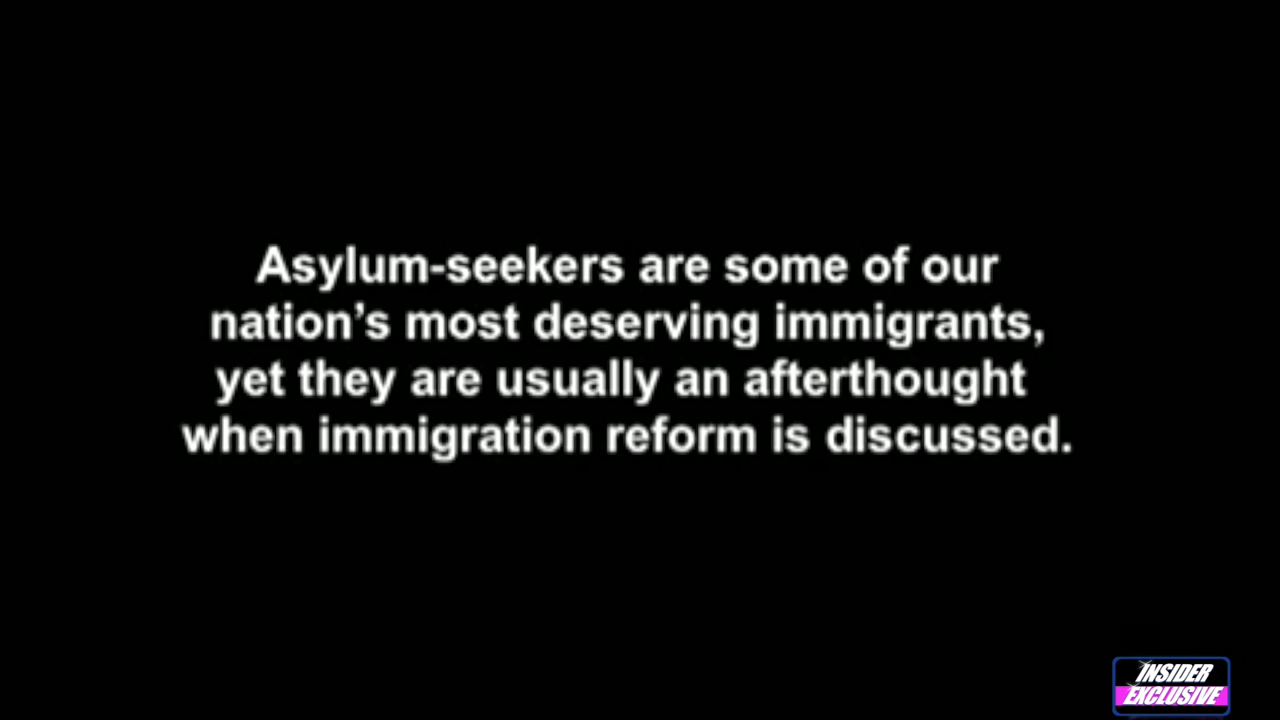 Asylum-seekers are some of our
nation’s most deserving immigrants,
yet they are usually an afterthought
when immigration reform is discussed.
INSIDER
EXCLUSIVE